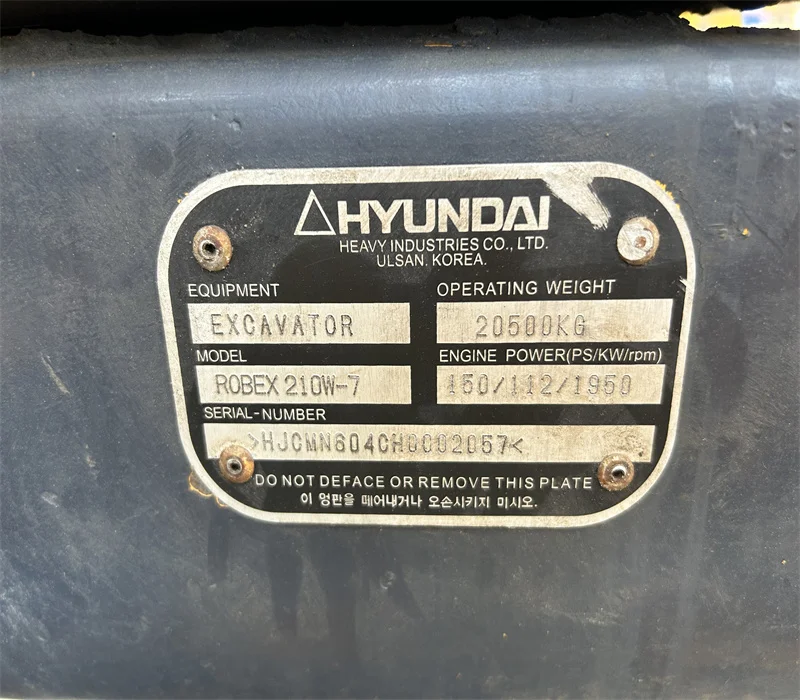 HYUNDAI
HEAVY INDUSTRIES CO., LTD.
ULSAN. KOREA.
EQUIPMENT
OPERATING WEIGHT
EXCAVATOR
20500KG
MODEL
ENGINE POWER(PS/KW/rpm)
ROBEX 210W-7
150/112/1950
SERIAL-NUMBER
>HJCMN604CH0002057<
DO NOT DEFACE OR REMOVE THIS PLATE
이 명판을 떼어내거나 오손시키지 미시오.